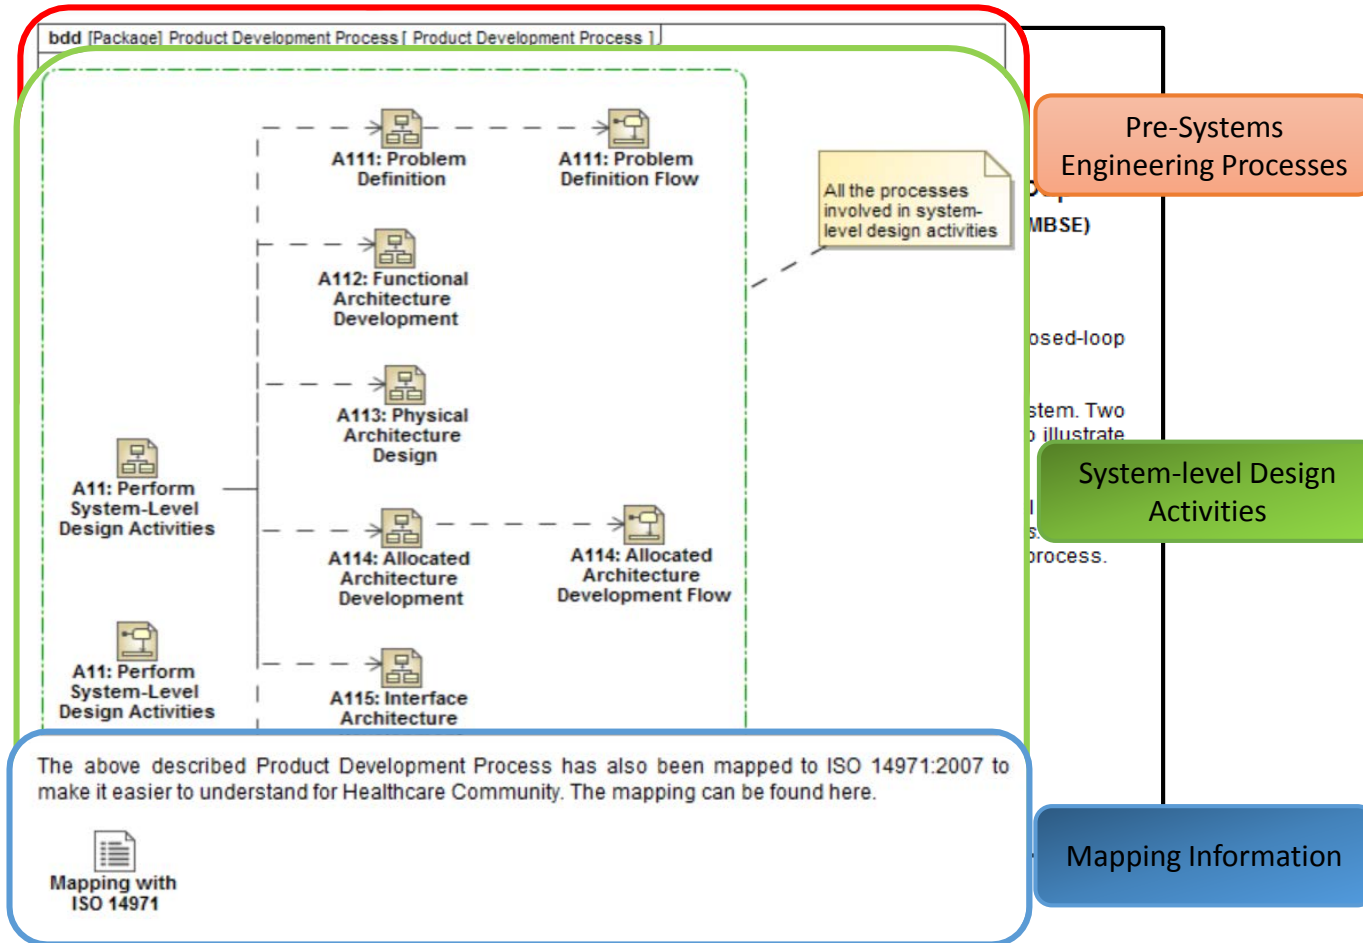 bdd [Package] Product Development Process [ Product Development Process ]
Pre-Systems
Engineering Processes
A111: Problem
Definition
A111: Problem
Definition Flow
All the processes
involved in system-
level design activities
MBSE)
A112: Functional
Architecture
Development
osed-loop
A113: Physical
Architecture
Design
stem. Two
illustrate
A11: Perform
System-Level
Design Activities
System-level Design
Activities
A114: Allocated
Architecture
Development
A114: Allocated
Architecture
Development Flow
process.
A11: Perform
System-Level
Design Activities
A115: Interface
Architecture
The above described Product Development Process has also been mapped to ISO 14971:2007 to
make it easier to understand for Healthcare Community. The mapping can be found here.
Mapping Information
Mapping with
ISO 14971